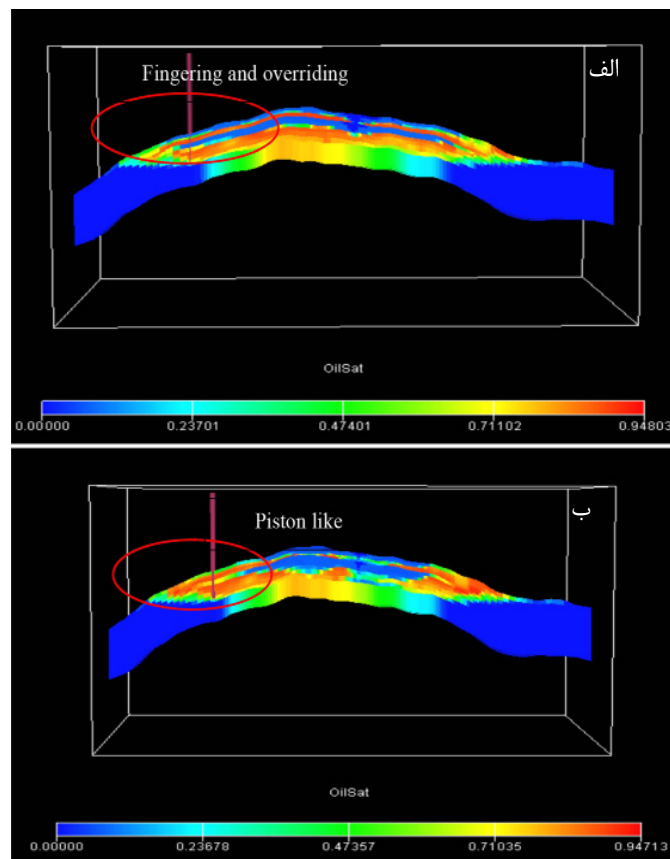 الف
Fingering and overriding
OilSat
0.00000 0.23701 0.47401 0.71102 0.94803
ب
Piston like
OilSat
0.00000 0.23678 0.47357 0.71035 0.94713